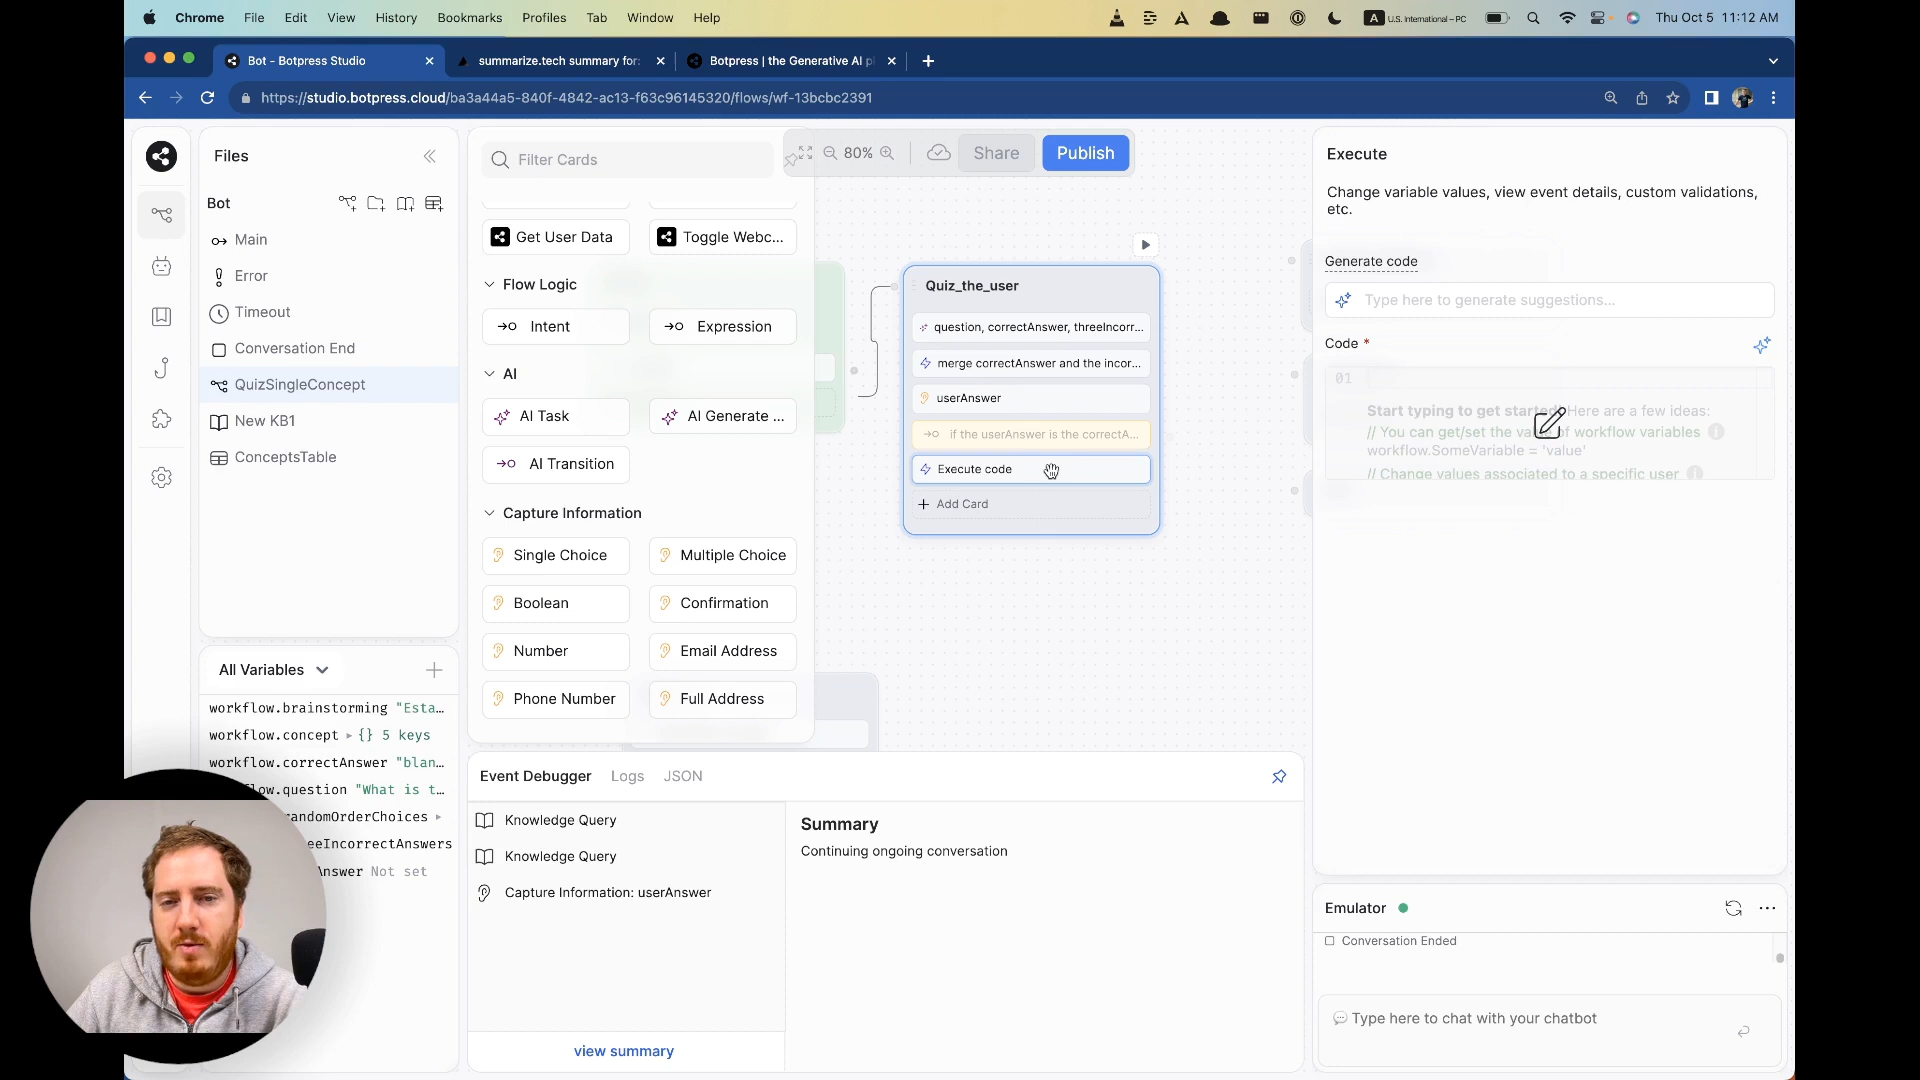 Chrome File Edit View History Bookmarks Profiles Tab Window Help
A U.S. International – PC
Thu Oct 5 11:12 AM
Bot - Botpress Studio
summarize.tech summary for:
Botpress | the Generative AI pl
https://studio.botpress.cloud/ba3a44a5-840f-4842-ac13-f63c96145320/flows/wf-13bcbc2391
Files
Bot
Main
Error
Timeout
Conversation End
QuizSingleConcept
New KB1
ConceptsTable
All Variables
workflow.brainstorming "Esta…
workflow.concept {} 5 keys
workflow.correctAnswer "blan…
low.question "What is t…
andomOrderChoices
eeIncorrectAnswers
Answer Not set
Filter Cards
80%
Share
Publish
Get User Data
Toggle Webc...
Flow Logic
Intent
Expression
AI
AI Task
AI Generate ...
AI Transition
Capture Information
Single Choice
Multiple Choice
Boolean
Confirmation
Number
Email Address
Phone Number
Full Address
Quiz_the_user
question, correctAnswer, threeIncorr...
merge correctAnswer and the incor...
userAnswer
if the userAnswer is the correctA...
Execute code
Add Card
Event Debugger Logs JSON
Knowledge Query
Knowledge Query
Capture Information: userAnswer
view summary
Summary
Continuing ongoing conversation
Execute
Change variable values, view event details, custom validations,
etc.
Generate code
Type here to generate suggestions...
Code *
01
Start typing to get started! Here are a few ideas:
// You can get/set the value of workflow variables
workflow.SomeVariable = 'value'
// Change values associated to a specific user
Emulator
Conversation Ended
Type here to chat with your chatbot